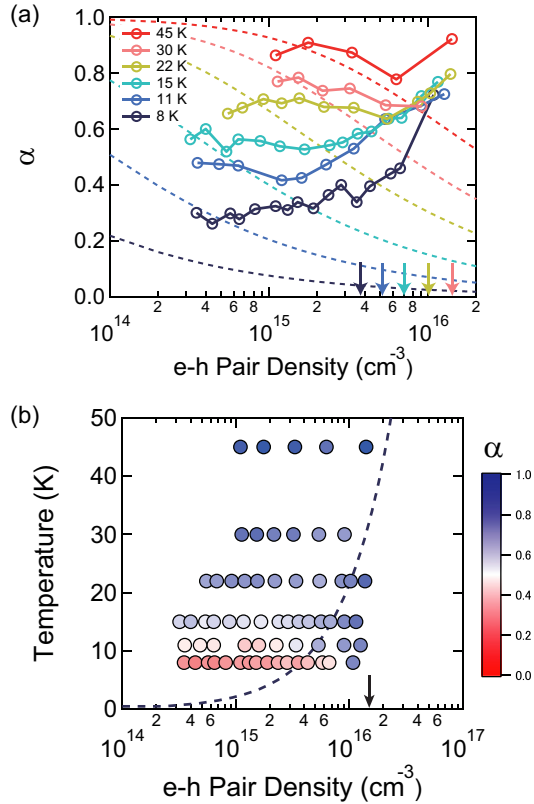 (a)
1.0
0.8
0.6
0.4
0.2
0.0
α
45 K
30 K
22 K
15 K
11 K
8 K
10^14 2 4 6 8 10^15 2 4 6 8 10^16 2
e-h Pair Density (cm^-3)
(b)
50
40
30
20
10
0
Temperature (K)
10^14 2 4 6 10^15 2 4 6 10^16 2 4 6 10^17
e-h Pair Density (cm^-3)
α
1.0
0.8
0.6
0.4
0.2
0.0